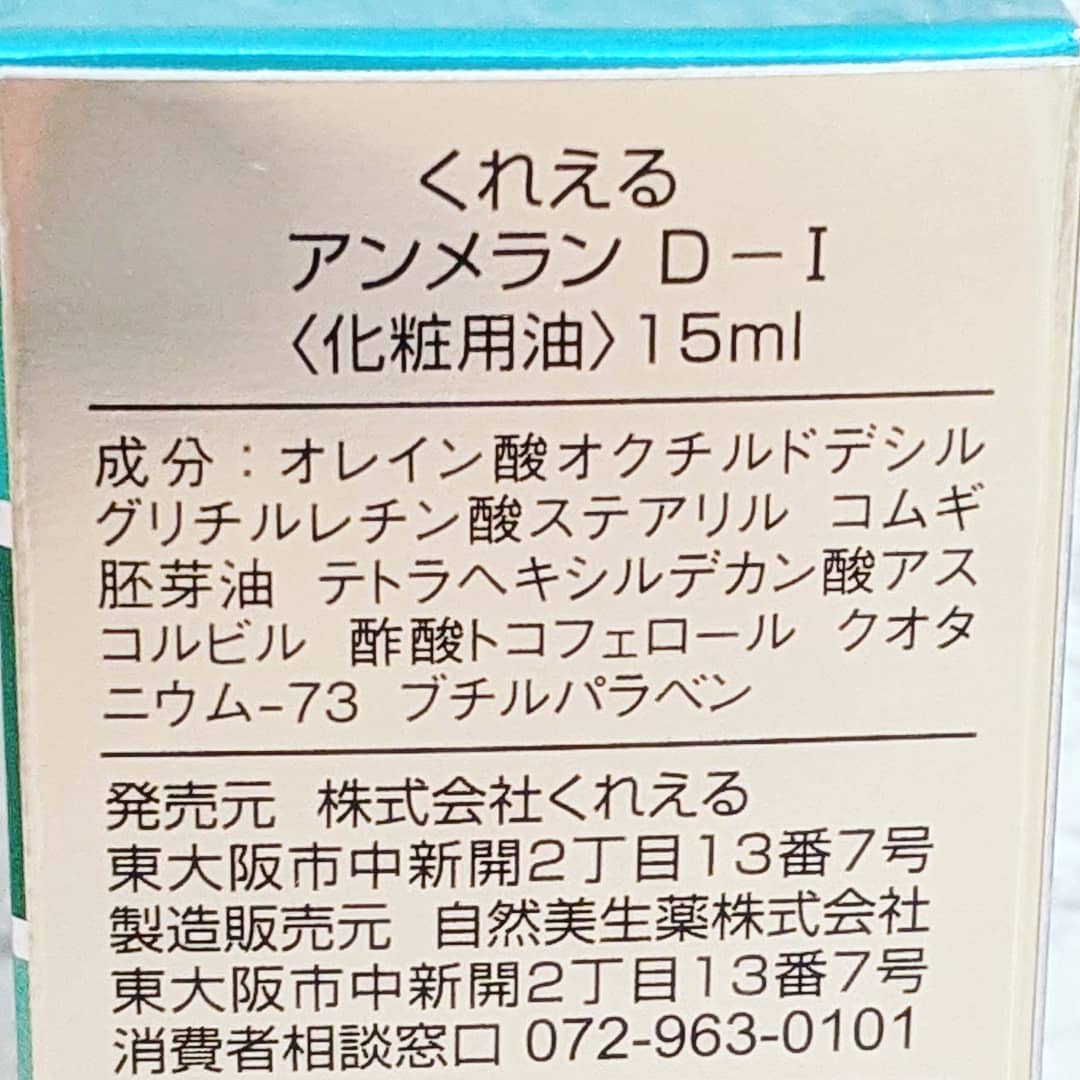 くれえる
アンメラン D-I
〈化粧用油〉15ml
成分:オレイン酸オクチルドデシル
グリチルレチン酸ステアリル コムギ
胚芽油 テトラヘキシルデカン酸アス
コルビル 酢酸トコフェロール クオタ
ニウム-73 ブチルパラベン
発売元 株式会社くれえる
東大阪市中新開2丁目13番7号
製造販売元 自然美生薬株式会社
東大阪市中新開2丁目13番7号
消費者相談窓口 072-963-0101